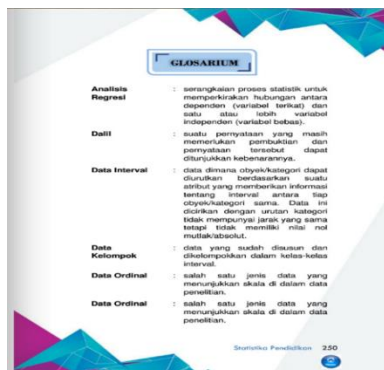 GLOSARIUM
Analisis Regresi : serangkaian proses statistik untuk
memperkirakan hubungan antara
dependen (variabel terikat) dan
satu atau lebih variabel
independen (variabel bebas).
Dalil : suatu pernyataan yang masih
memerlukan pembuktian dan
pernyataan tersebut dapat
ditunjukkan kebenarannya.
Data Interval : data dimana obyek/kategori dapat
diurutkan berdasarkan suatu
atribut yang memberikan informasi
tentang interval antara tiap
obyek/kategori sama. Data ini
dicirikan dengan urutan kategori
tidak mempunyai jarak yang sama
tetapi tidak memiliki nilai nol
mutlak/absolut.
Data Kelompok : data yang sudah disusun dan
dikelompokkan dalam kelas-kelas
interval.
Data Ordinal : salah satu jenis data yang
menunjukkan skala di dalam data
penelitian.
Data Ordinal : salah satu jenis data yang
menunjukkan skala di dalam data
penelitian.
Statistika Pendidikan 250